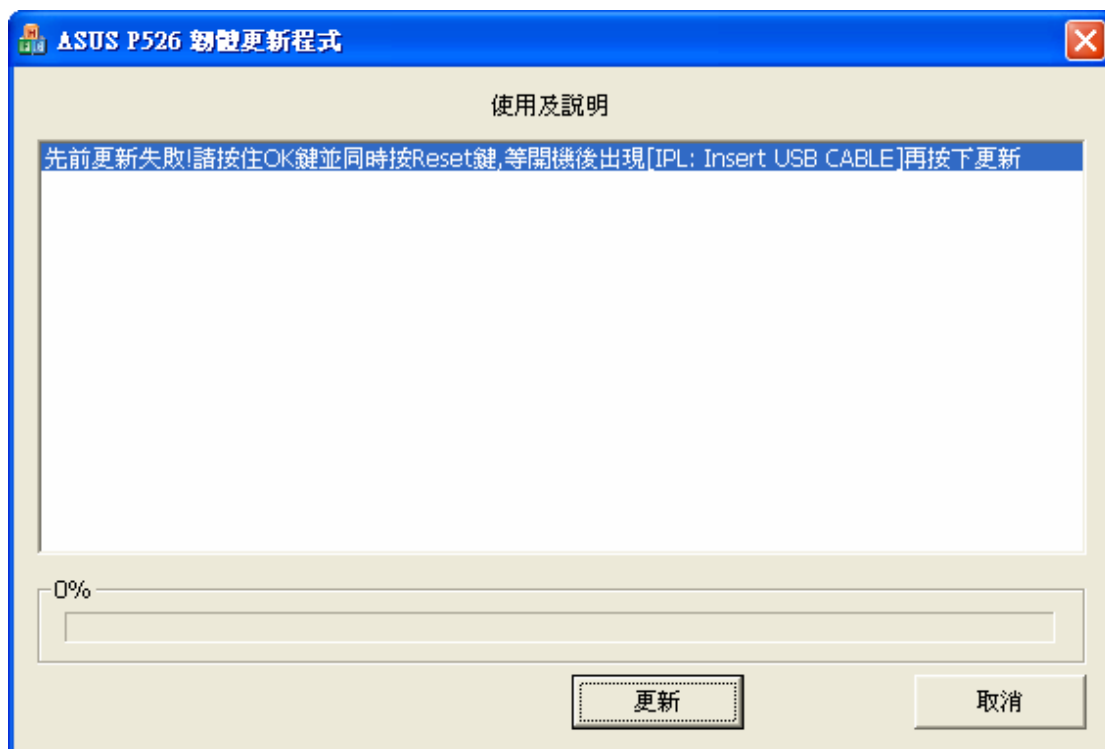 ASUS P526 韌體更新程式
使用及說明
先前更新失敗!請按住OK鍵並同時按Reset鍵,等開機後出現[IPL: Insert USB CABLE]再按下更新
0%
更新
取消